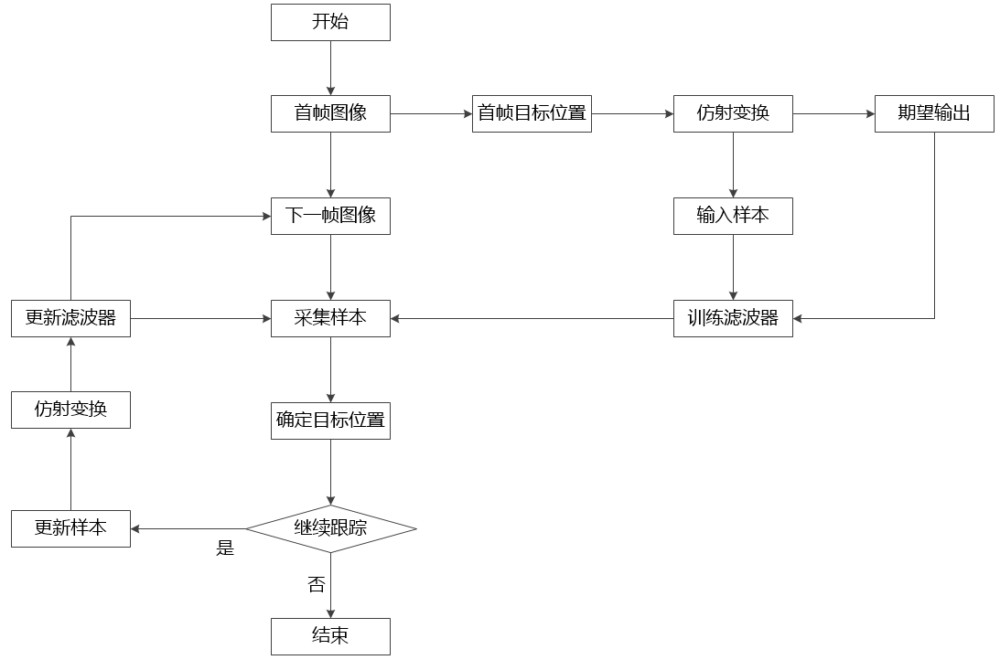 开始
首帧图像
首帧目标位置
仿射变换
期望输出
下一帧图像
输入样本
更新滤波器
采集样本
训练滤波器
仿射变换
确定目标位置
更新样本
继续跟踪
是
否
结束